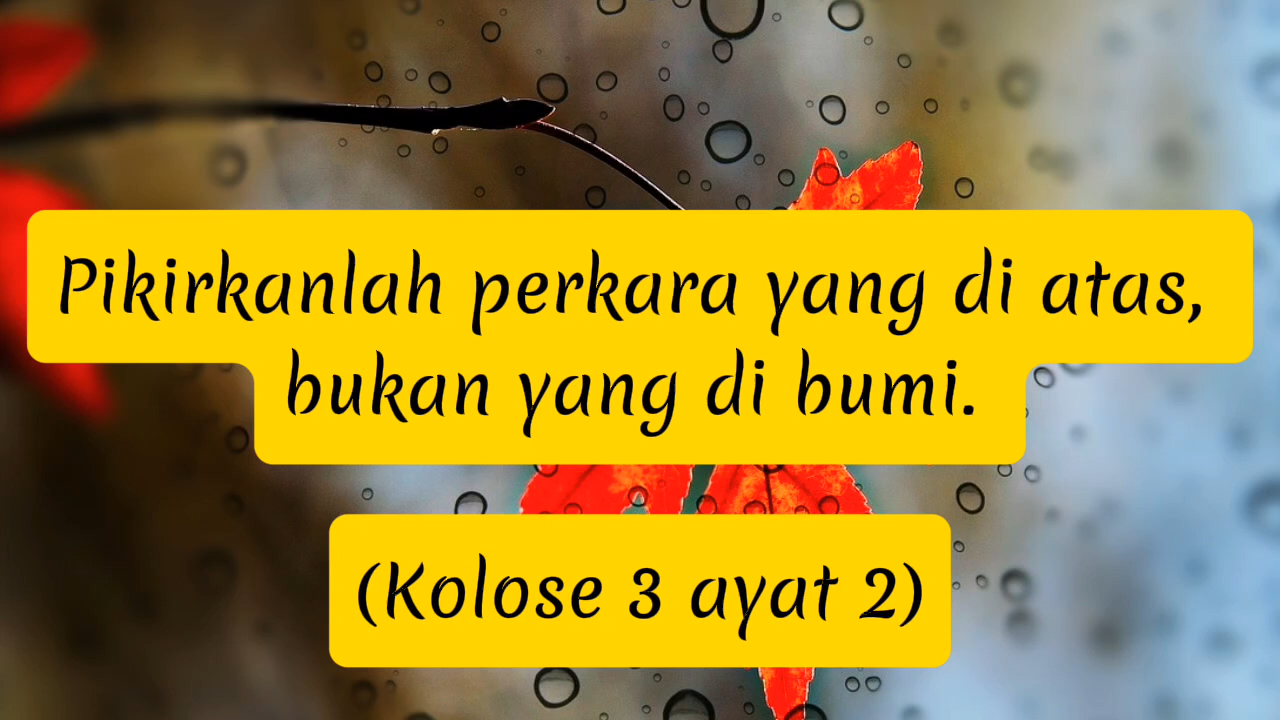 Pikirkanlah perkara yang di atas,
bukan yang di bumi.
(Kolose 3 ayat 2)